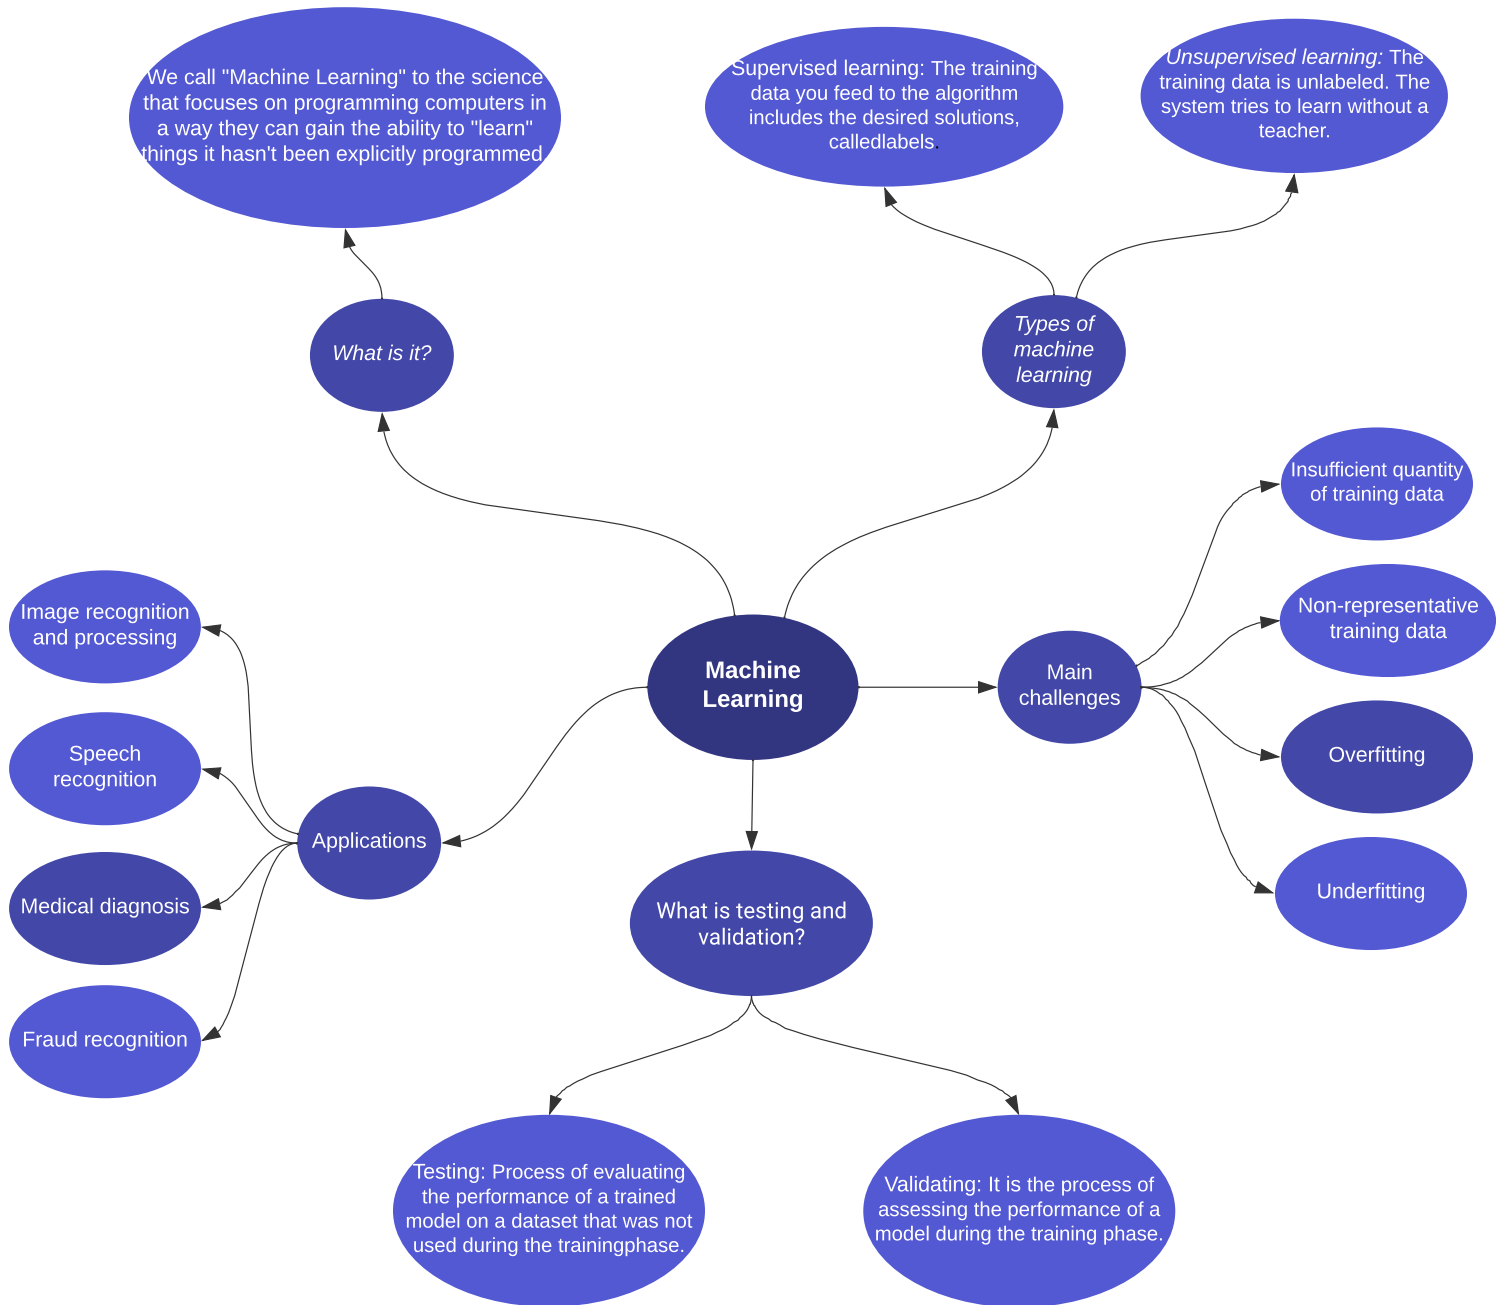 We call "Machine Learning" to the science
that focuses on programming computers in
a way they can gain the ability to "learn"
things it hasn't been explicitly programmed.
Supervised learning: The training
data you feed to the algorithm
includes the desired solutions,
calledlabels.
Unsupervised learning: The
training data is unlabeled. The
system tries to learn without a
teacher.
What is it?
Types of
machine
learning
Insufficient quantity
of training data
Non-representative
training data
Image recognition
and processing
Machine
Learning
Main
challenges
Overfitting
Speech
recognition
Applications
Underfitting
Medical diagnosis
What is testing and
validation?
Fraud recognition
Testing: Process of evaluating
the performance of a trained
model on a dataset that was not
used during the trainingphase.
Validating: It is the process of
assessing the performance of a
model during the training phase.